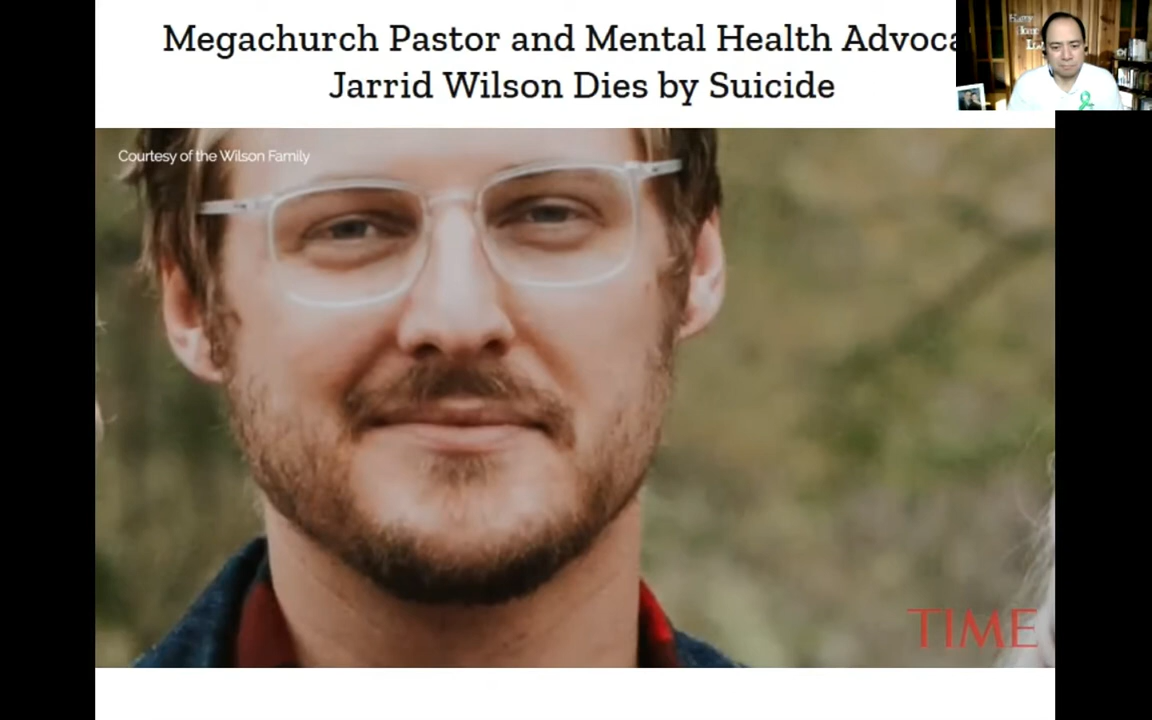 Megachurch Pastor and Mental Health Advoca
Jarrid Wilson Dies by Suicide
Courtesy of the Wilson Family
TIME